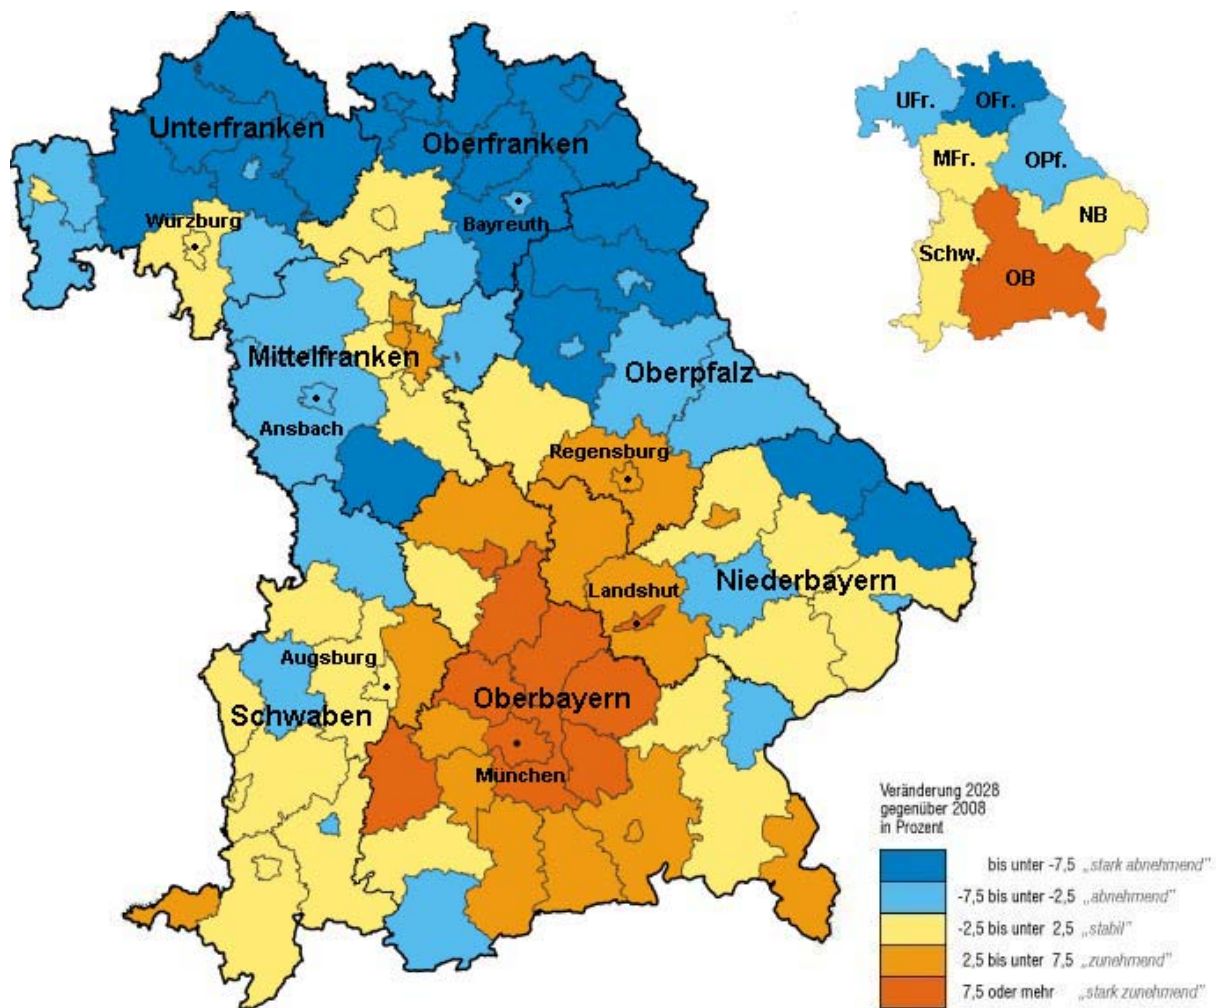 Unterfranken
Oberfranken
Würzburg
Bayreuth
Mittelfranken
Oberpfalz
Ansbach
Regensburg
Niederbayern
Landshut
Augsburg
Schwaben
Oberbayern
München
UFr.
OFr.
MFr.
OPf.
NB
Schw.
OB
Veränderung 2028
gegenüber 2008
in Prozent
bis unter -7,5 „stark abnehmend"
-7,5 bis unter -2,5 „abnehmend"
-2,5 bis unter 2,5 „stabil"
2,5 bis unter 7,5 „zunehmend"
7,5 oder mehr „stark zunehmend"